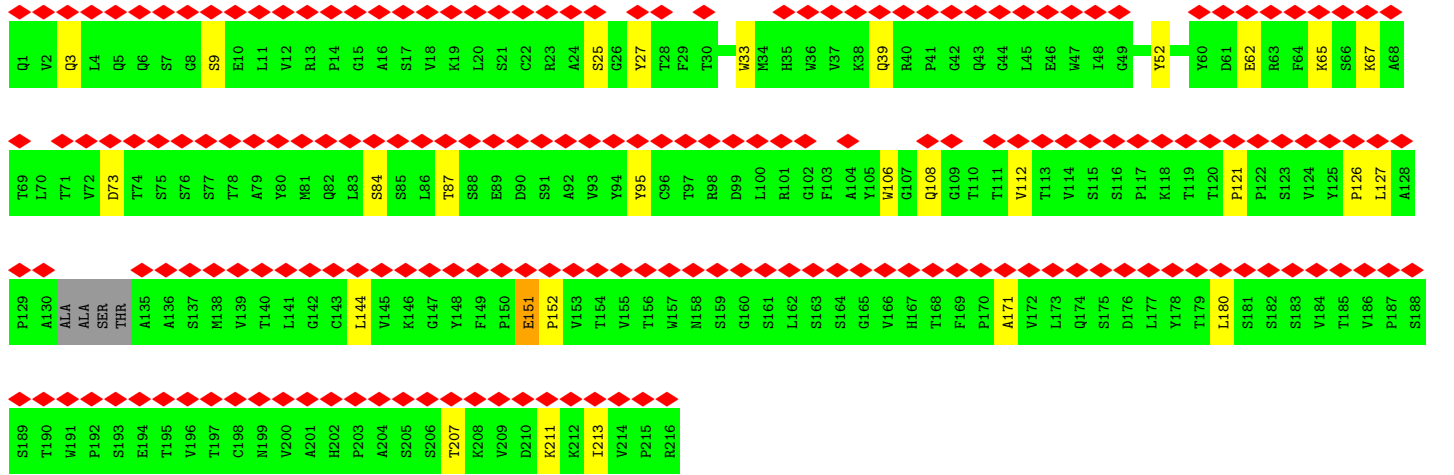 Q1 V2 Q3 L4 Q5 Q6 S7 G8 S9 E10 L11 V12 R13 P14 G15 A16 S17 V18 K19 L20 S21 C22 R23 A24 S25 G26 Y27 T28 F29 T30 W33 M34 H35 W36 V37 K38 Q39 R40 P41 G42 Q43 G44 L45 E46 W47 I48 G49 Y52 Y60 D61 E62 R63 F64 K65 S66 K67 A68
T69 L70 T71 V72 D73 T74 S75 S76 S77 T78 A79 Y80 M81 Q82 L83 S84 S85 L86 T87 S88 E89 D90 S91 A92 V93 Y94 Y95 C96 T97 R98 D99 L100 R101 G102 F103 A104 Y105 W106 G107 Q108 G109 T110 T111 V112 T113 V114 S115 S116 P117 K118 T119 T120 P121 P122 S123 V124 Y125 P126 L127 A128
P129 A130 ALA ALA SER THR A135 A136 S137 M138 V139 T140 L141 G142 C143 L144 V145 K146 G147 Y148 F149 P150 E151 P152 V153 T154 V155 T156 W157 N158 S159 G160 S161 L162 S163 S164 G165 V166 H167 T168 F169 P170 A171 V172 L173 Q174 S175 D176 L177 Y178 T179 L180 S181 S182 S183 V184 T185 V186 P187 S188
S189 T190 W191 P192 S193 E194 T195 V196 T197 C198 N199 V200 A201 H202 P203 A204 S205 S206 T207 K208 V209 D210 K211 K212 I213 V214 P215 R216